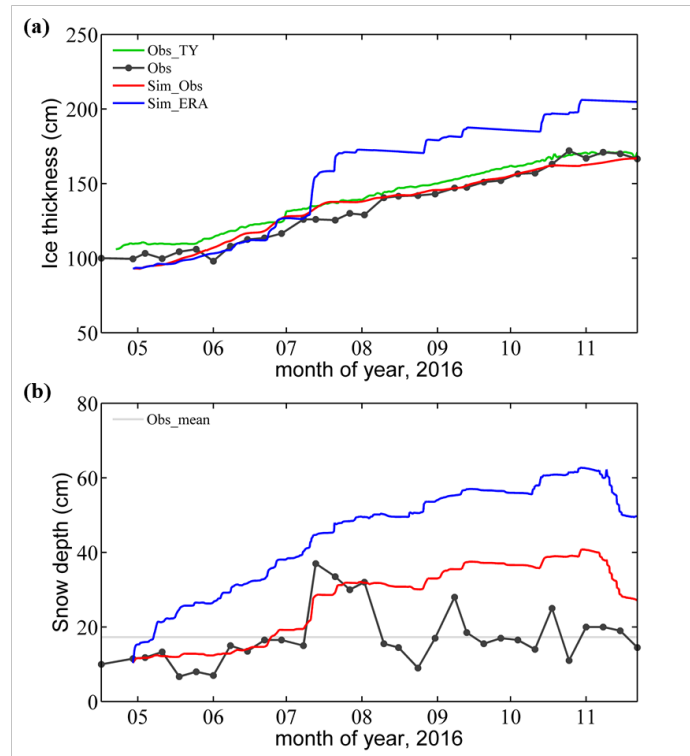 (a)
250
200
150
100
50
Ice thickness (cm)
Obs_TY
Obs
Sim_Obs
Sim_ERA
05 06 07 08 09 10 11
month of year, 2016
(b)
80
60
40
20
0
Snow depth (cm)
Obs_mean
05 06 07 08 09 10 11
month of year, 2016